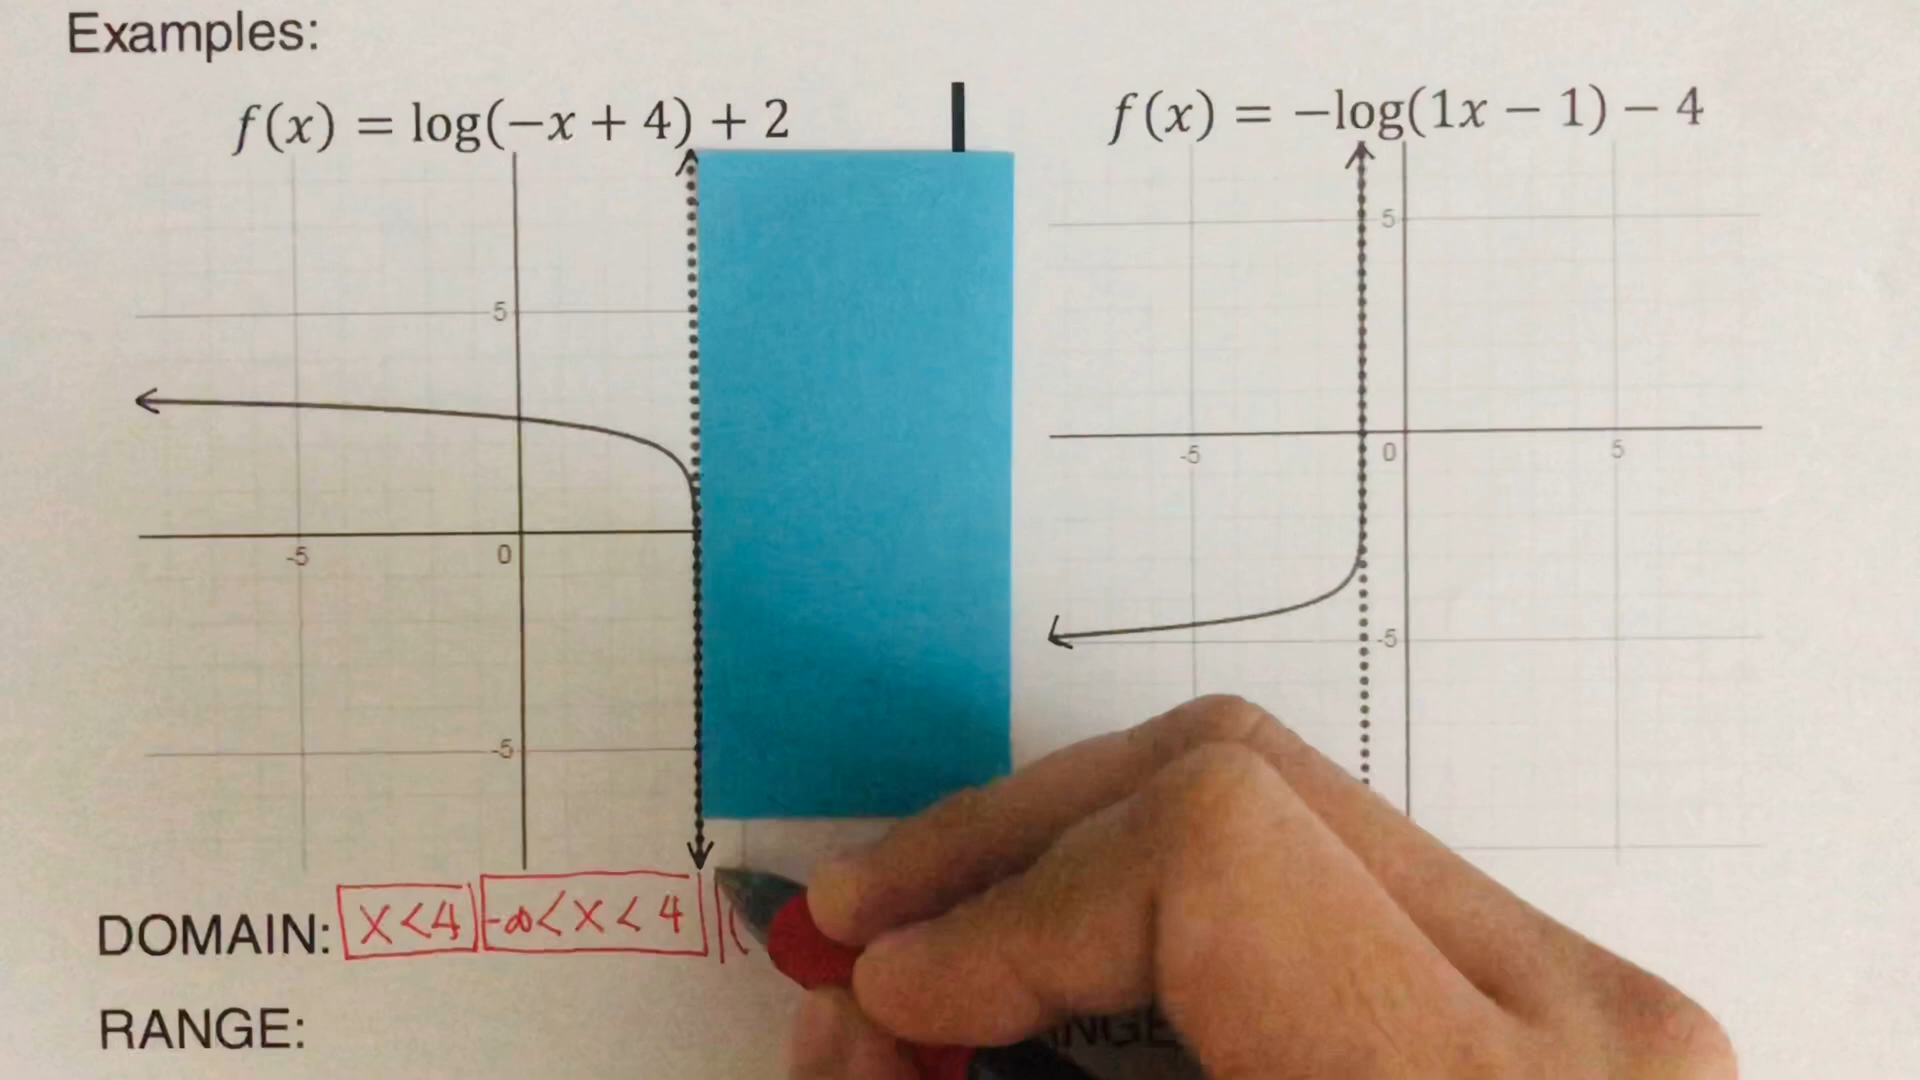 Examples:
f(x) = log(−x + 4) + 2
f(x) = −log(1x − 1) − 4
5
-5
0
-5
5
-5
0
5
-5
DOMAIN: x<4 -∞<x<4 (
RANGE: